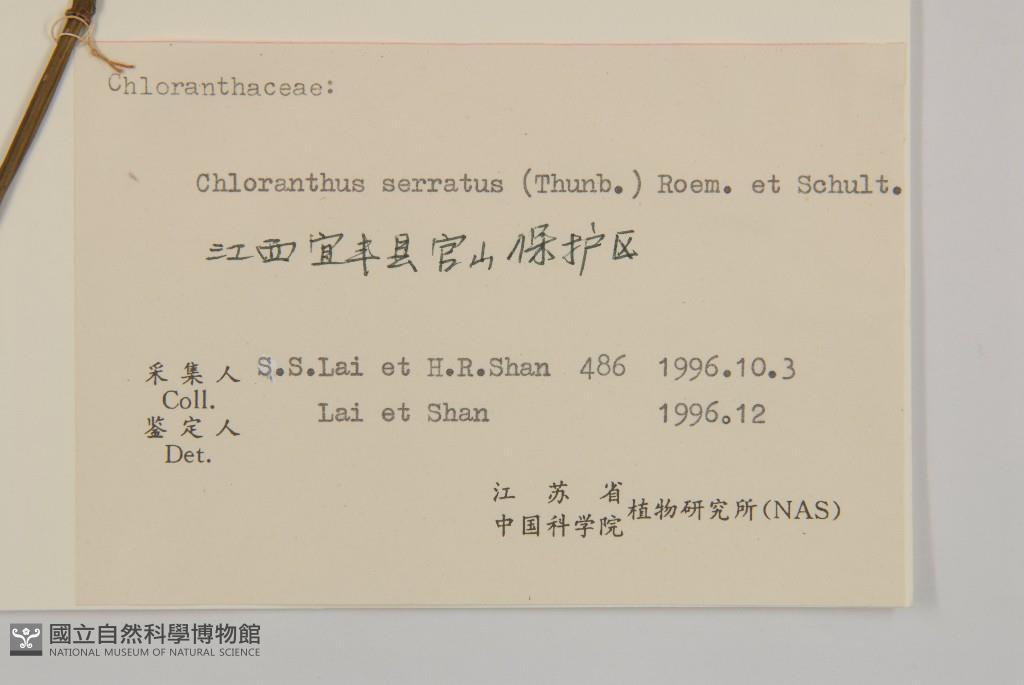 Chloranthaceae:
Chloranthus serratus (Thunb.) Roem. et Schult.
江西宜丰县官山保护区
采集人 S.S.Lai et H.R.Shan 486 1996.10.3
Coll.
鉴定人 Lai et Shan 1996.12
Det.
江苏省
中国科学院 植物研究所(NAS)
國立自然科學博物館
NATIONAL MUSEUM OF NATURAL SCIENCE